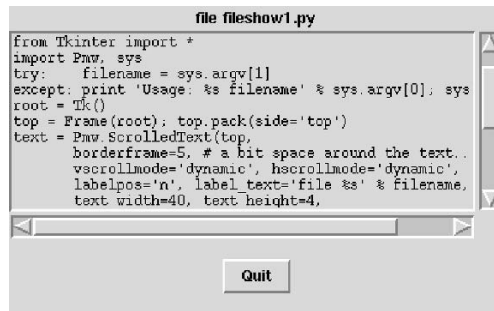 file fileshow1.py
from Tkinter import *
import Pmw, sys
try:    filename = sys.argv[1]
except: print 'Usage: %s filename' % sys.argv[0]; sys
root = Tk()
top = Frame(root); top.pack(side='top')
text = Pmw.ScrolledText(top,
       borderframe=5, # a bit space around the text..
       vscrollmode='dynamic', hscrollmode='dynamic',
       labelpos='n', label_text='file %s' % filename,
       text_width=40, text_height=4,
Quit